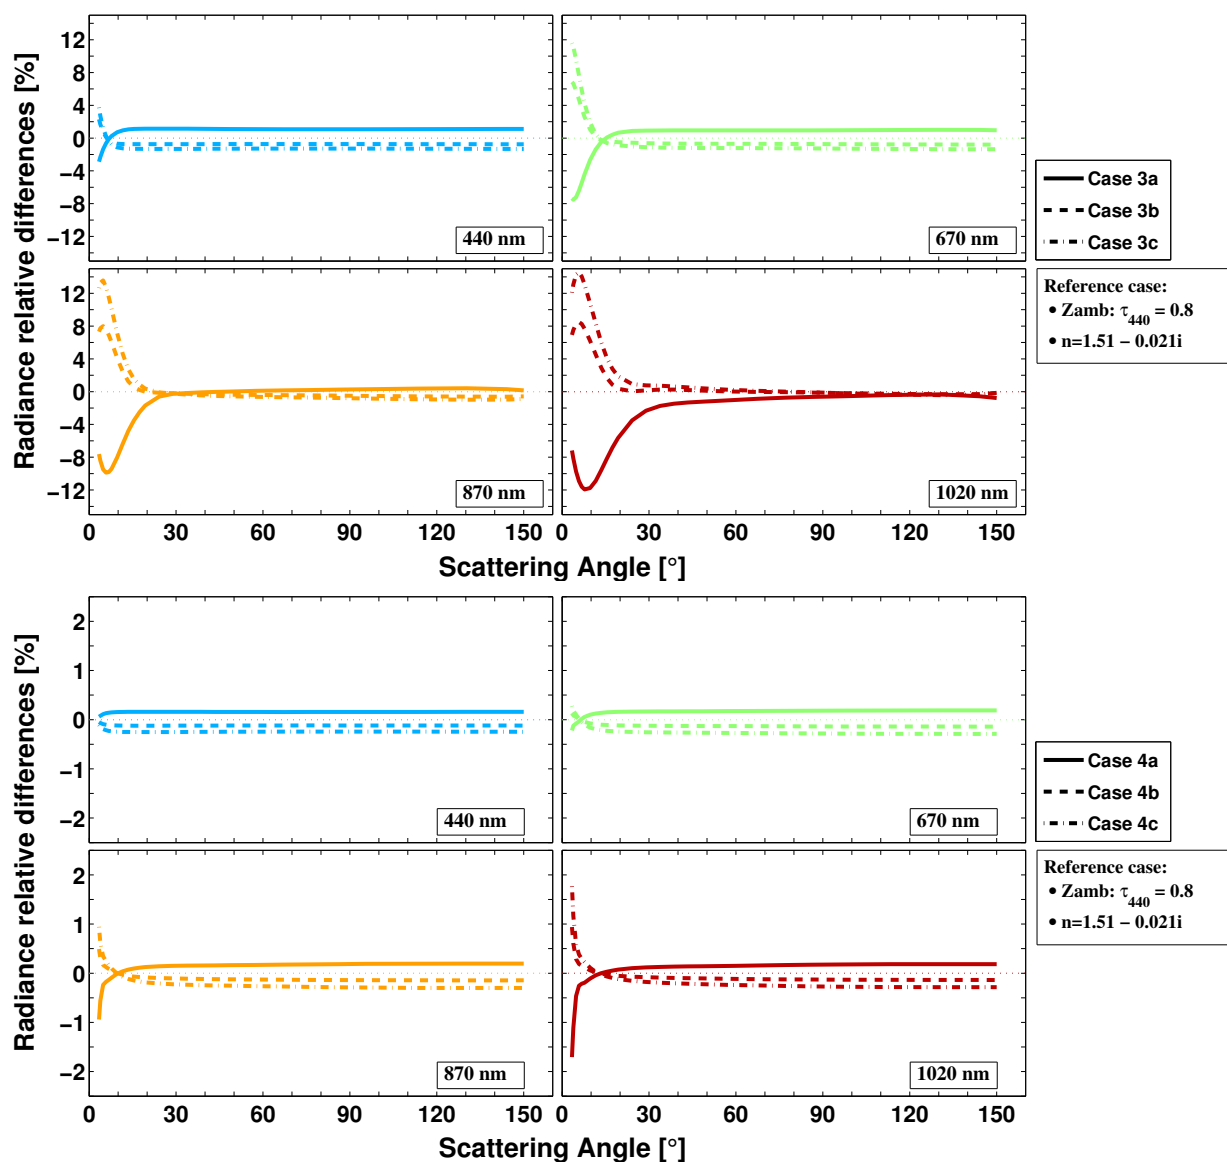 Radiance relative differences [%]
12
8
4
0
−4
−8
−12
440 nm
670 nm
Case 3a
Case 3b
Case 3c
12
8
4
0
−4
−8
−12
870 nm
1020 nm
Reference case:
• Zamb: τ440 = 0.8
• n=1.51 − 0.021i
0 30 60 90 120 150 0 30 60 90 120 150
Scattering Angle [°]
Radiance relative differences [%]
2
1
0
−1
−2
440 nm
670 nm
Case 4a
Case 4b
Case 4c
2
1
0
−1
−2
870 nm
1020 nm
Reference case:
• Zamb: τ440 = 0.8
• n=1.51 − 0.021i
0 30 60 90 120 150 0 30 60 90 120 150
Scattering Angle [°]